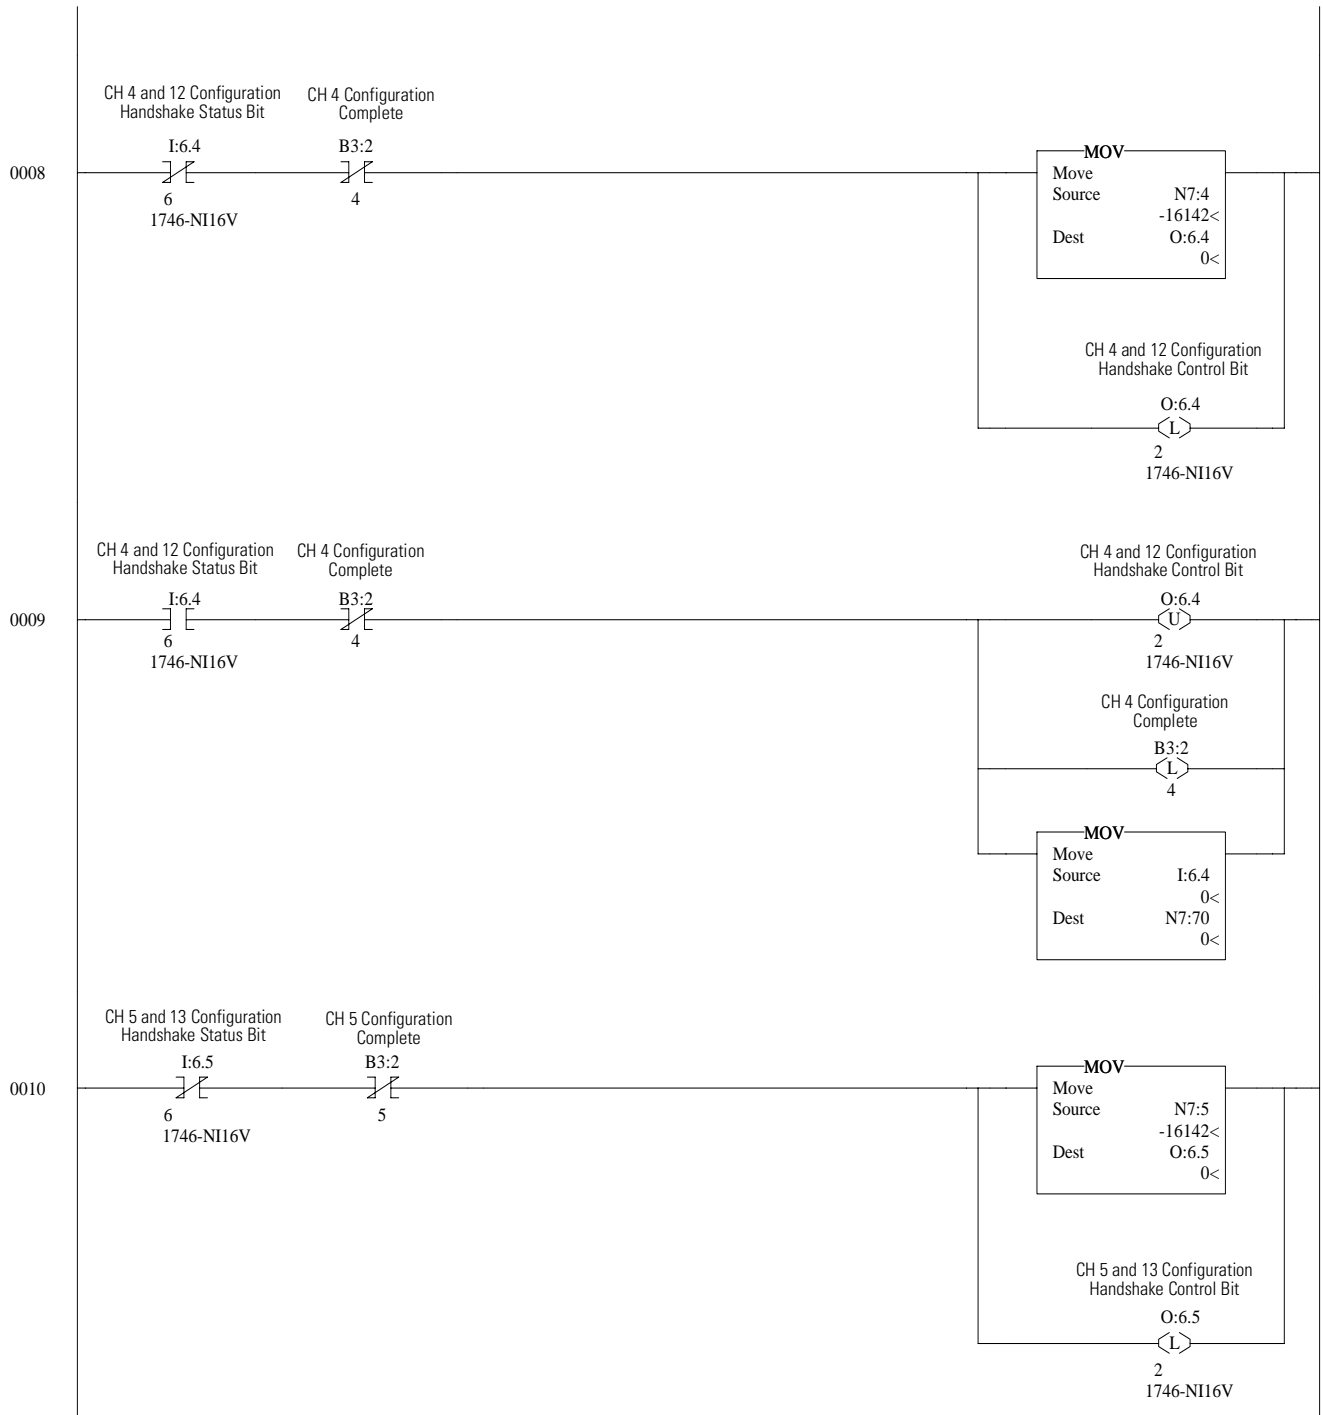 CH 4 and 12 Configuration
Handshake Status Bit
CH 4 Configuration
Complete
I:6.4
B3:2
MOV
0008
Move
Source N7:4
-16142<
Dest O:6.4
0<
6
4
1746-NI16V
CH 4 and 12 Configuration
Handshake Control Bit
O:6.4
L
2
1746-NI16V
CH 4 and 12 Configuration
Handshake Status Bit
CH 4 Configuration
Complete
CH 4 and 12 Configuration
Handshake Control Bit
I:6.4
B3:2
O:6.4
0009
U
6
4
2
1746-NI16V
1746-NI16V
CH 4 Configuration
Complete
B3:2
L
4
MOV
Move
Source I:6.4
0<
Dest N7:70
0<
CH 5 and 13 Configuration
Handshake Status Bit
CH 5 Configuration
Complete
I:6.5
B3:2
MOV
0010
Move
Source N7:5
-16142<
Dest O:6.5
0<
6
5
1746-NI16V
CH 5 and 13 Configuration
Handshake Control Bit
O:6.5
L
2
1746-NI16V